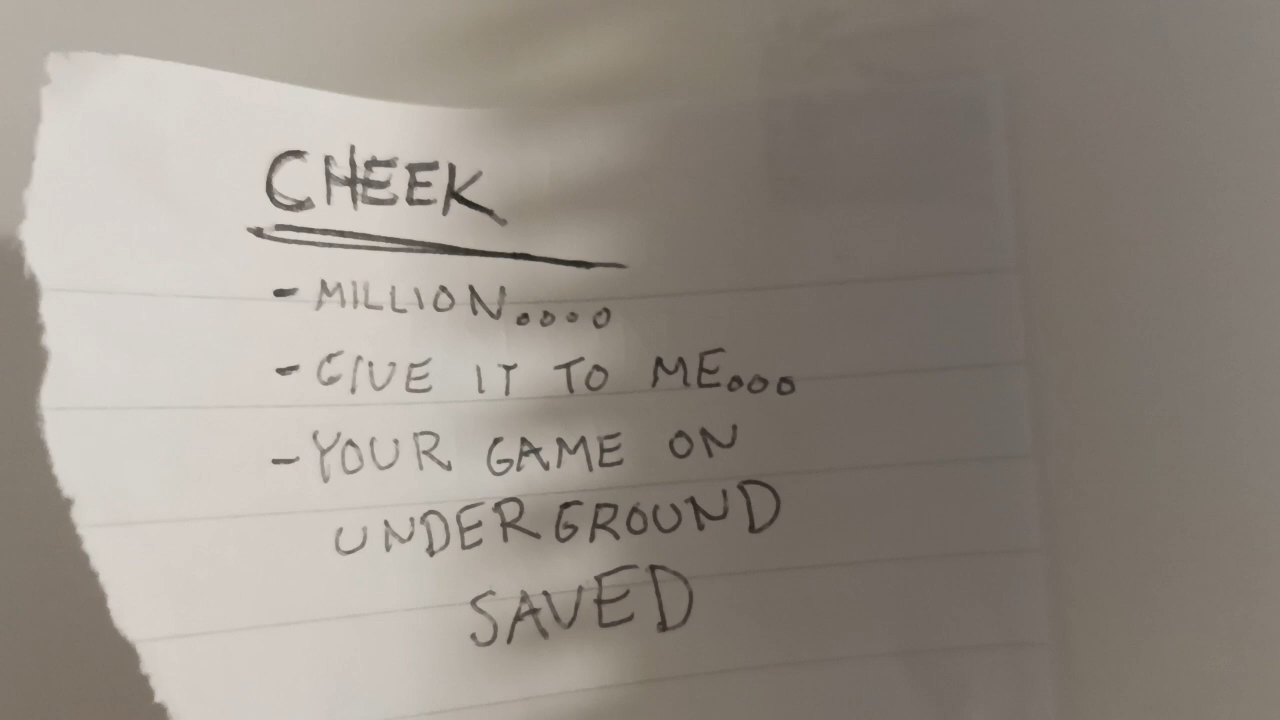 CHEEK
- MILLION....
- GIVE IT TO ME...
- YOUR GAME ON
UNDERGROUND
SAVED